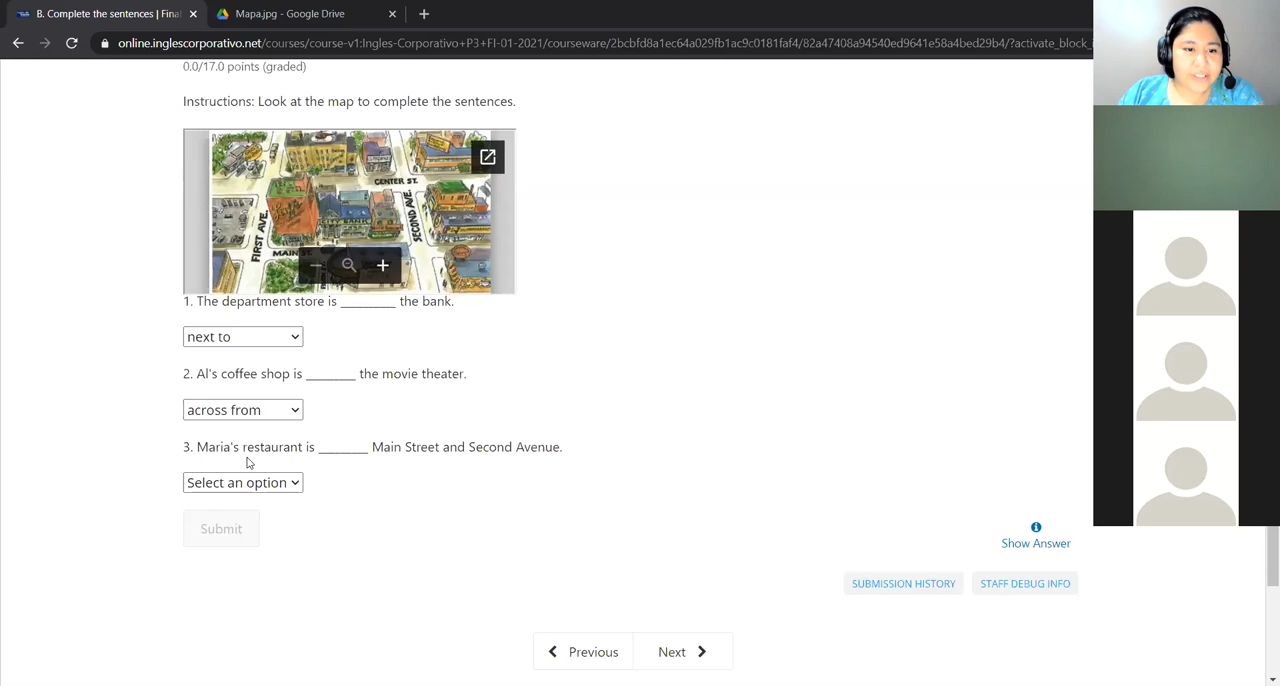 B. Complete the sentences | Fina
Mapa.jpg - Google Drive
online.inglescorporativo.net/courses/course-v1:Ingles-Corporativo+P3+FI-01-2021/courseware/2bcbfd8a1ec64a029fb1ac9c0181faf4/82a47408a94540ed9641e58a4bed29b4/?activate_block_i
0.0/17.0 points (graded)
Instructions: Look at the map to complete the sentences.
CENTER ST.
FIRST AVE.
SECOND AVE.
BANK
MAIN ST.
1. The department store is _________ the bank.
next to
2. Al's coffee shop is ________ the movie theater.
across from
3. Maria's restaurant is ________ Main Street and Second Avenue.
Select an option
Submit
Show Answer
SUBMISSION HISTORY
STAFF DEBUG INFO
Previous
Next